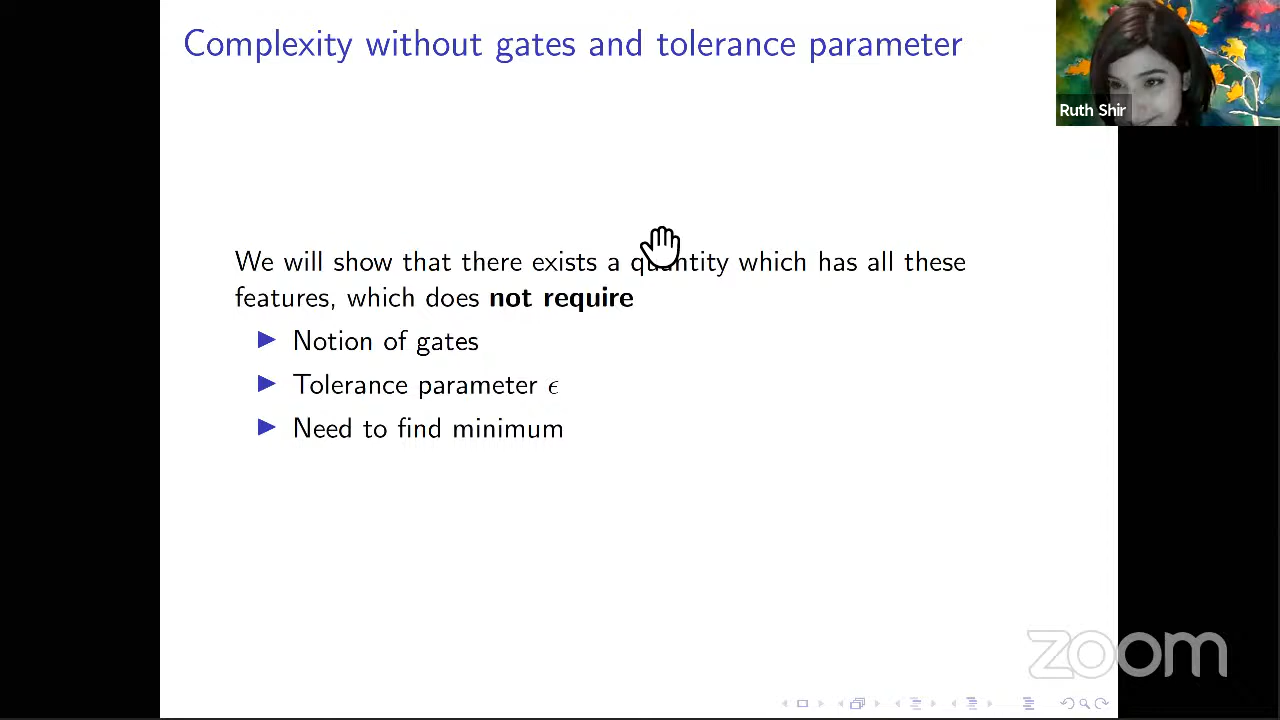 Complexity without gates and tolerance parameter
Ruth Shir
We will show that there exists a quantity which has all these
features, which does not require
Notion of gates
Tolerance parameter ϵ
Need to find minimum
zoom